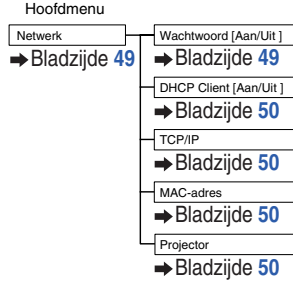 Hoofdmenu
Netwerk
➡Bladzijde 49
Wachtwoord [Aan/Uit ]
➡Bladzijde 49
DHCP Client [Aan/Uit ]
➡Bladzijde 50
TCP/IP
➡Bladzijde 50
MAC-adres
➡Bladzijde 50
Projector
➡Bladzijde 50